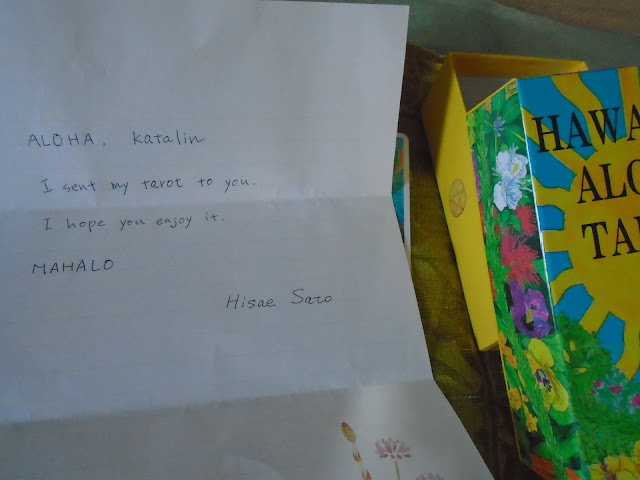 ALOHA, Katalin
I sent my tarot to you.
I hope you enjoy it.
MAHALO
Hisae Sato
HAWA
ALO
TA